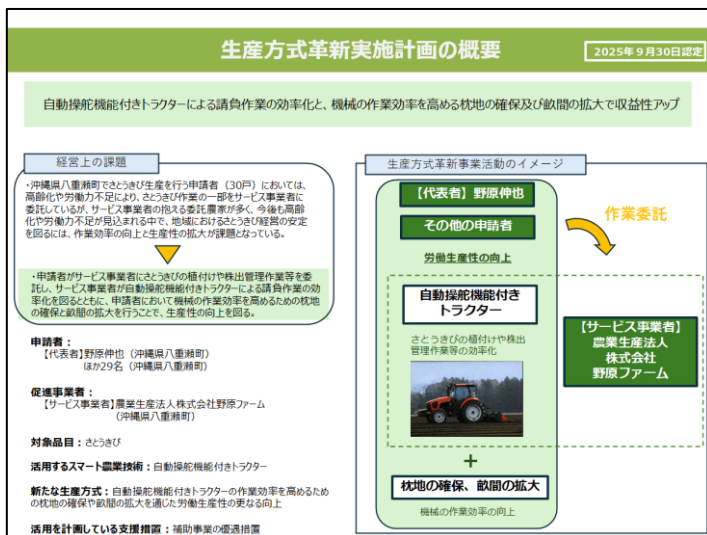 生産方式革新実施計画の概要
2025年9月30日認定
自動操舵機能付きトラクターによる請負作業の効率化と、機械の作業効率を高める枕地の確保及び畝間の拡大で収益性アップ
経営上の課題
・沖縄県八重瀬町でさとうきび生産を行う申請者（30戸）においては、
高齢化や労働力不足により、さとうきび作業の一部をサービス事業者に
委託しているが、サービス事業者の抱える委託農家が多く、今後も高齢
化や労働力不足が見込まれる中で、地域におけるさとうきび経営の安定
を図るには、作業効率の向上と生産性の拡大が課題となっている。
・申請者がサービス事業者にさとうきびの植付けや株出管理作業等を委
託し、サービス事業者が自動操舵機能付きトラクターによる請負作業の効
率化を図るとともに、申請者において機械の作業効率を高めるための枕地
の確保と畝間の拡大を行うことで、生産性の向上を図る。
申請者：
【代表者】野原伸也（沖縄県八重瀬町）
ほか29名（沖縄県八重瀬町）
促進事業者：
【サービス事業者】農業生産法人株式会社野原ファーム
（沖縄県八重瀬町）
対象品目：さとうきび
活用するスマート農業技術：自動操舵機能付きトラクター
新たな生産方式：自動操舵機能付きトラクターの作業効率を高めるため
の枕地の確保や畝間の拡大を通じた労働生産性の更なる向上
活用を計画している支援措置：補助事業の優遇措置
生産方式革新事業活動のイメージ
【代表者】野原伸也
その他の申請者
作業委託
労働生産性の向上
自動操舵機能付き
トラクター
さとうきびの植付けや株出
管理作業等の効率化
【サービス事業者】
農業生産法人
株式会社
野原ファーム
+
枕地の確保、畝間の拡大
機械の作業効率の向上